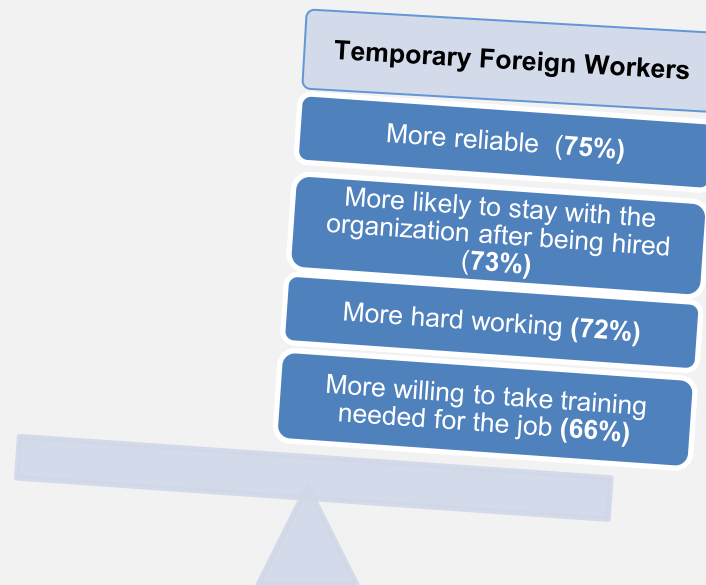 Temporary Foreign Workers
More reliable (75%)
More likely to stay with the
organization after being hired
(73%)
More hard working (72%)
More willing to take training
needed for the job (66%)